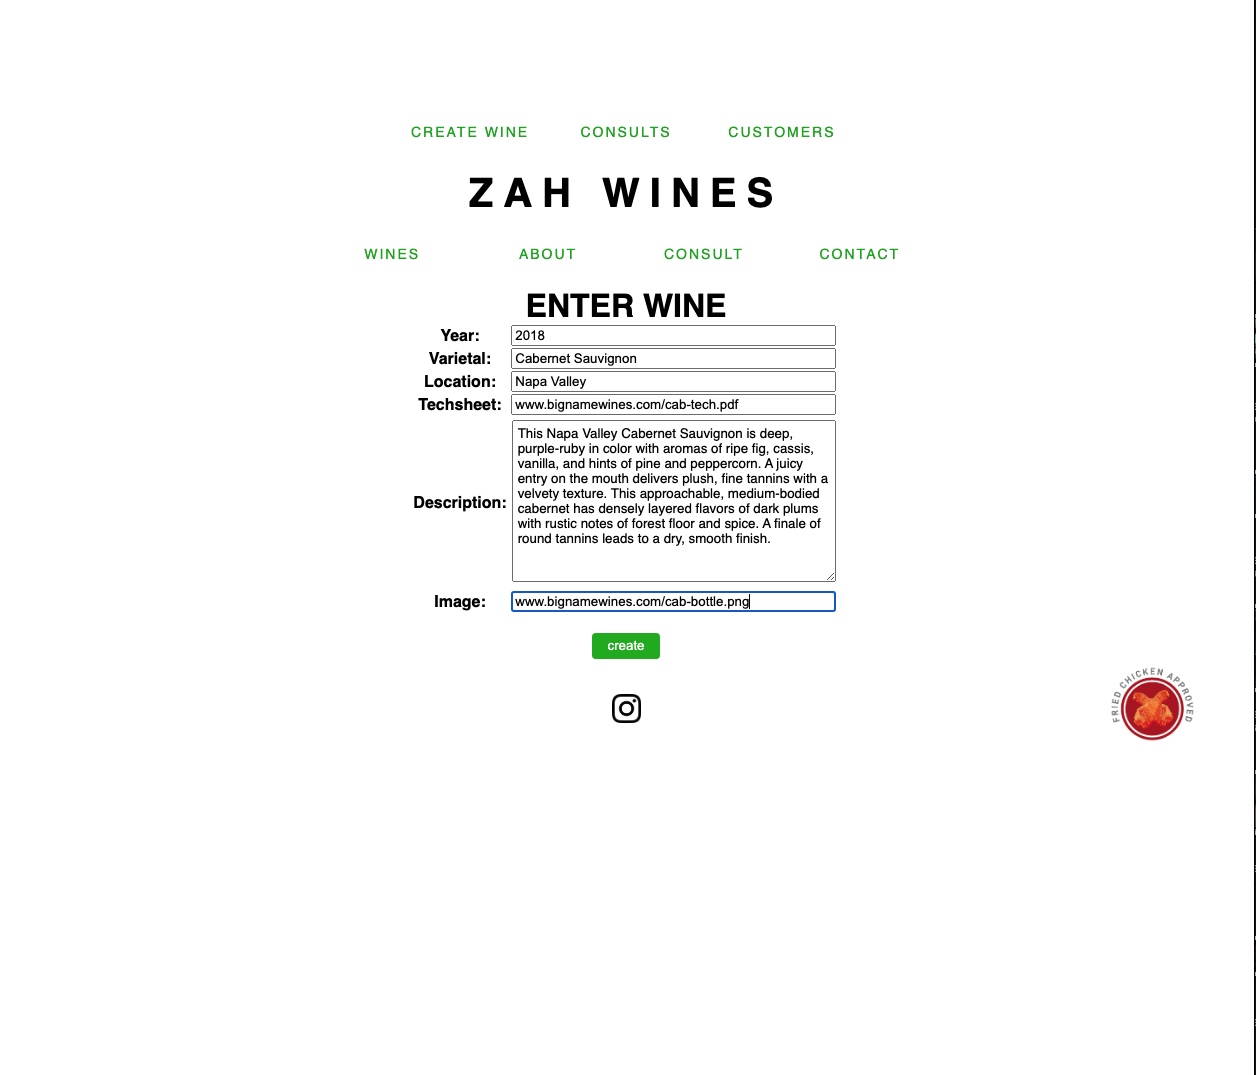 CREATE WINE CONSULTS CUSTOMERS
ZAH WINES
WINES ABOUT CONSULT CONTACT
ENTER WINE
Year: 2018
Varietal: Cabernet Sauvignon
Location: Napa Valley
Techsheet: www.bignamewines.com/cab-tech.pdf
Description:
This Napa Valley Cabernet Sauvignon is deep,
purple-ruby in color with aromas of ripe fig, cassis,
vanilla, and hints of pine and peppercorn. A juicy
entry on the mouth delivers plush, fine tannins with a
velvety texture. This approachable, medium-bodied
cabernet has densely layered flavors of dark plums
with rustic notes of forest floor and spice. A finale of
round tannins leads to a dry, smooth finish.
Image: www.bignamewines.com/cab-bottle.png
create
FRIED CHICKEN APPROVED